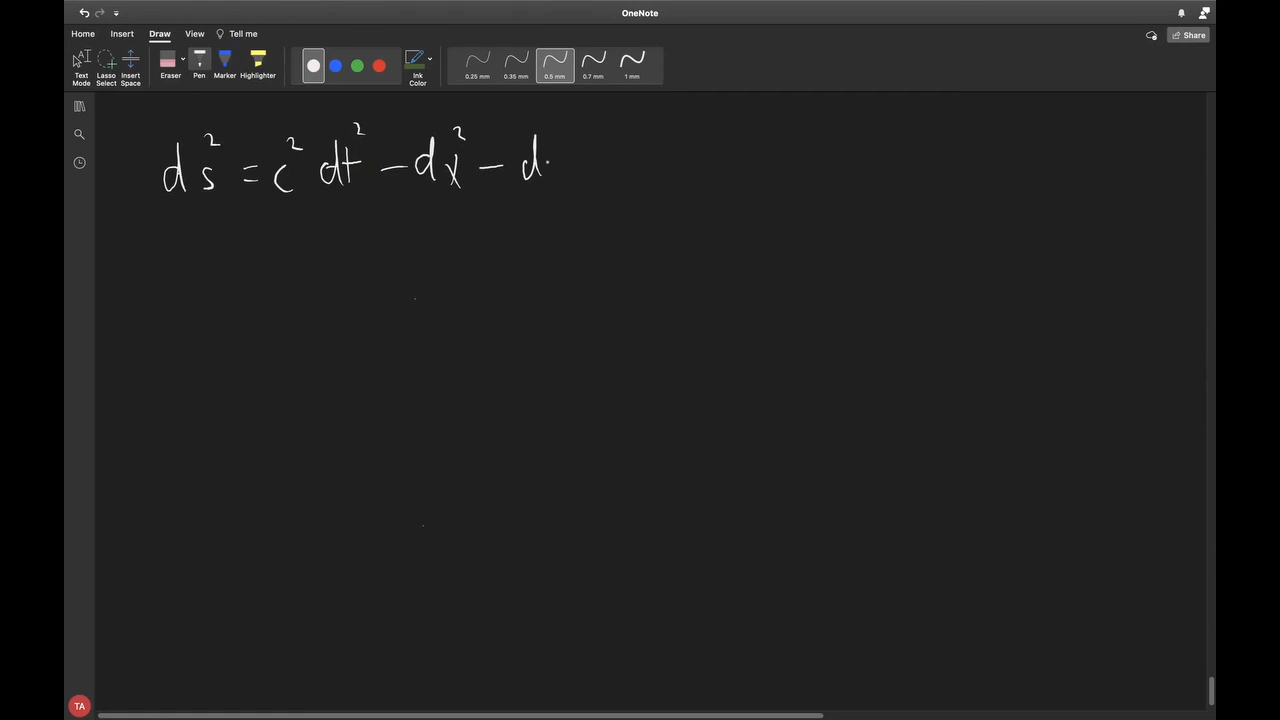 OneNote
Home Insert Draw View Tell me
Share
Text Mode Lasso Select Insert Space Eraser Pen Marker Highlighter Ink Color 0.25 mm 0.35 mm 0.5 mm 0.7 mm 1 mm
ds² = c² dt² − dx² − d
TA